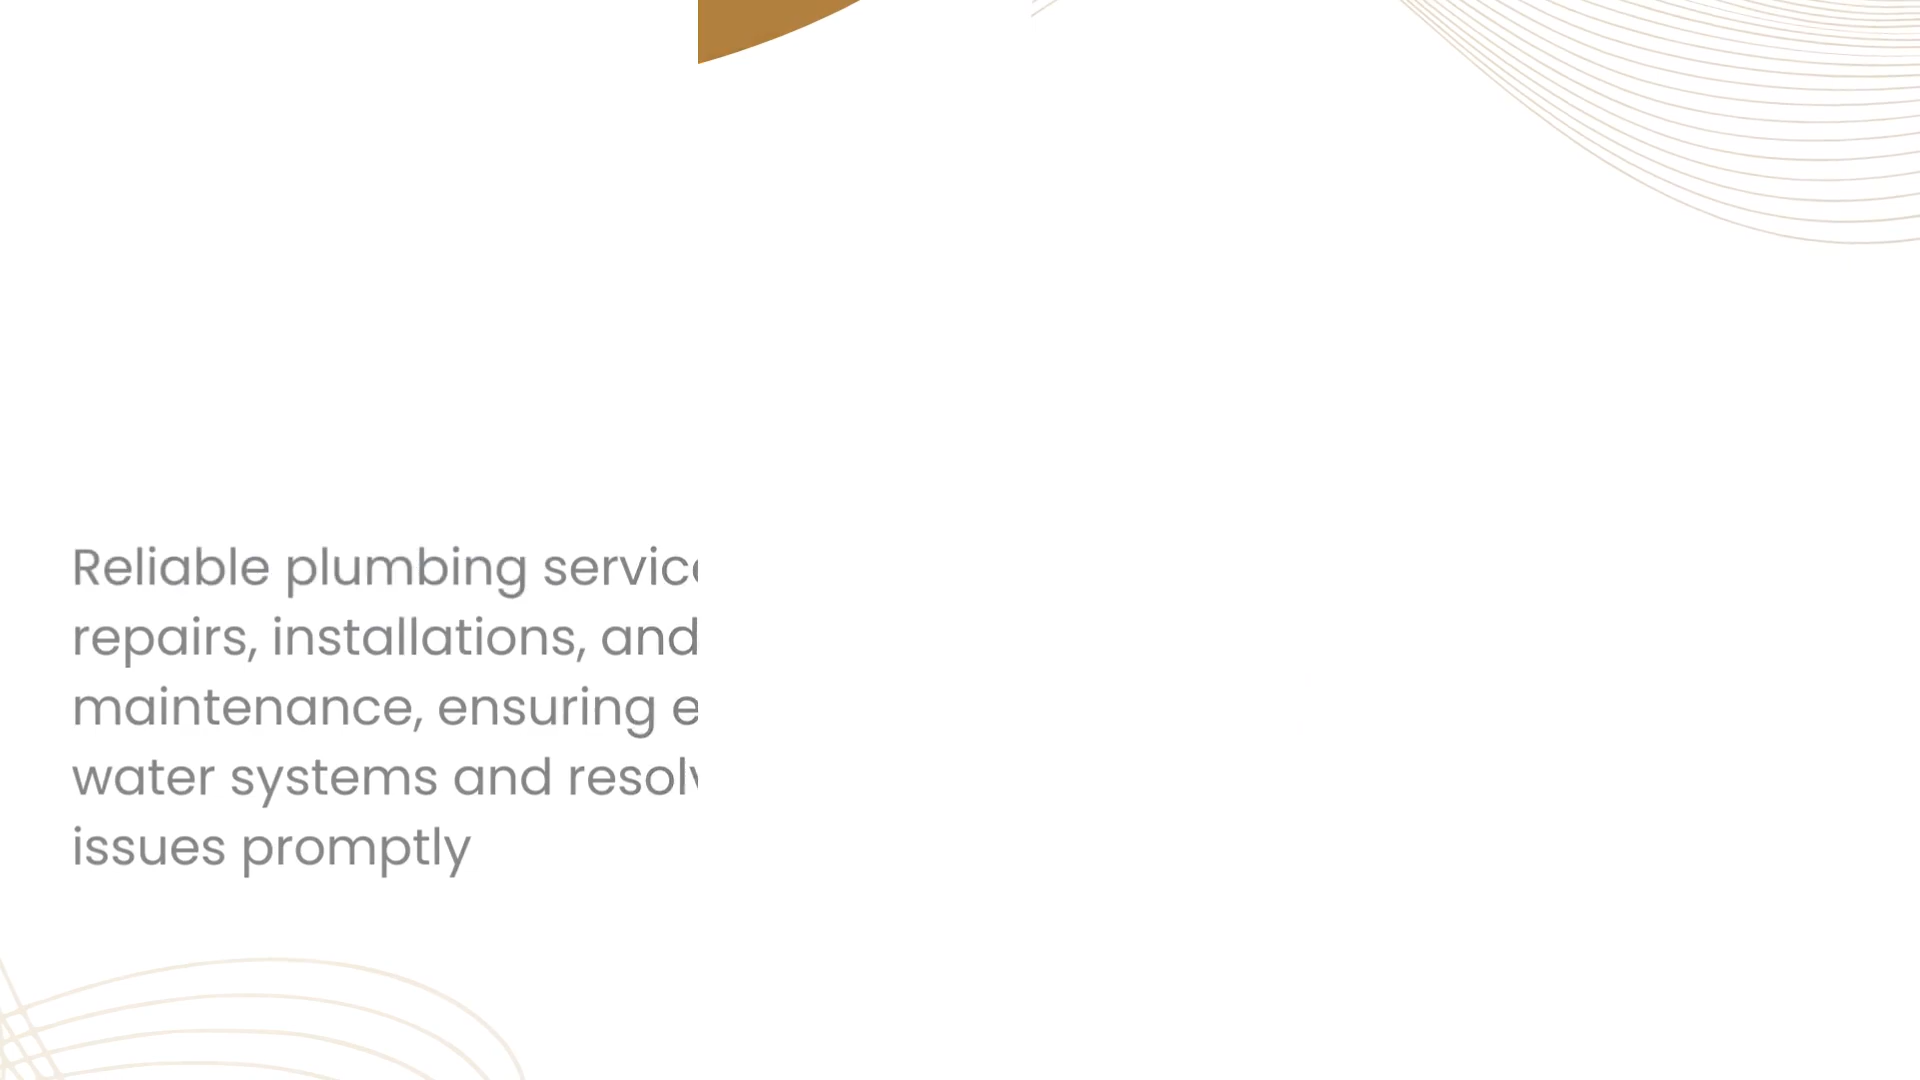 Reliable plumbing servic
repairs, installations, and
maintenance, ensuring e
water systems and resol
issues promptly